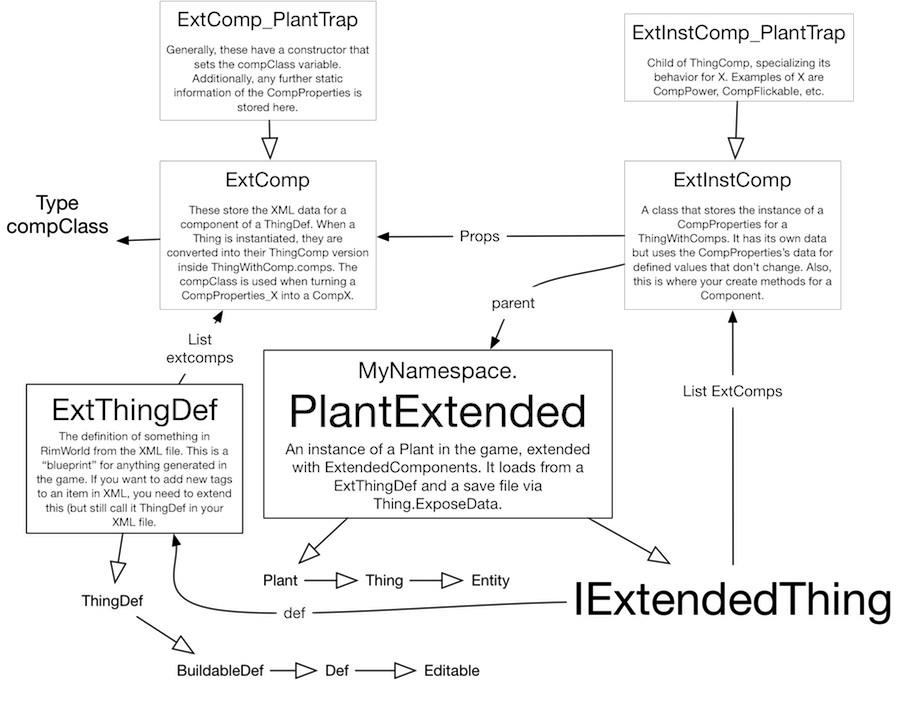 ExtComp_PlantTrap
Generally, these have a constructor that
sets the compClass variable.
Additionally, any further static
information of the CompProperties is
stored here.
ExtInstComp_PlantTrap
Child of ThingComp, specializing its
behavior for X. Examples of X are
CompPower, CompFlickable, etc.
Type
compClass
ExtComp
These store the XML data for a
component of a ThingDef. When a
Thing is instantiated, they are
converted into their ThingComp version
inside ThingWithComp.comps. The
compClass is used when turning a
CompProperties_X into a CompX.
Props
ExtInstComp
A class that stores the instance of a
CompProperties for a
ThingWithComps. It has its own data
but uses the CompProperties's data for
defined values that don't change. Also,
this is where your create methods for a
Component.
parent
List
extcomps
List ExtComps
ExtThingDef
The definition of something in
RimWorld from the XML file. This is a
"blueprint" for anything generated in
the game. If you want to add new tags
to an item in XML, you need to extend
this (but still call it ThingDef in your
XML file.
MyNamespace.
PlantExtended
An instance of a Plant in the game, extended
with ExtendedComponents. It loads from a
ExtThingDef and a save file via
Thing.ExposeData.
Plant
Thing
Entity
IExtendedThing
ThingDef
def
BuildableDef
Def
Editable